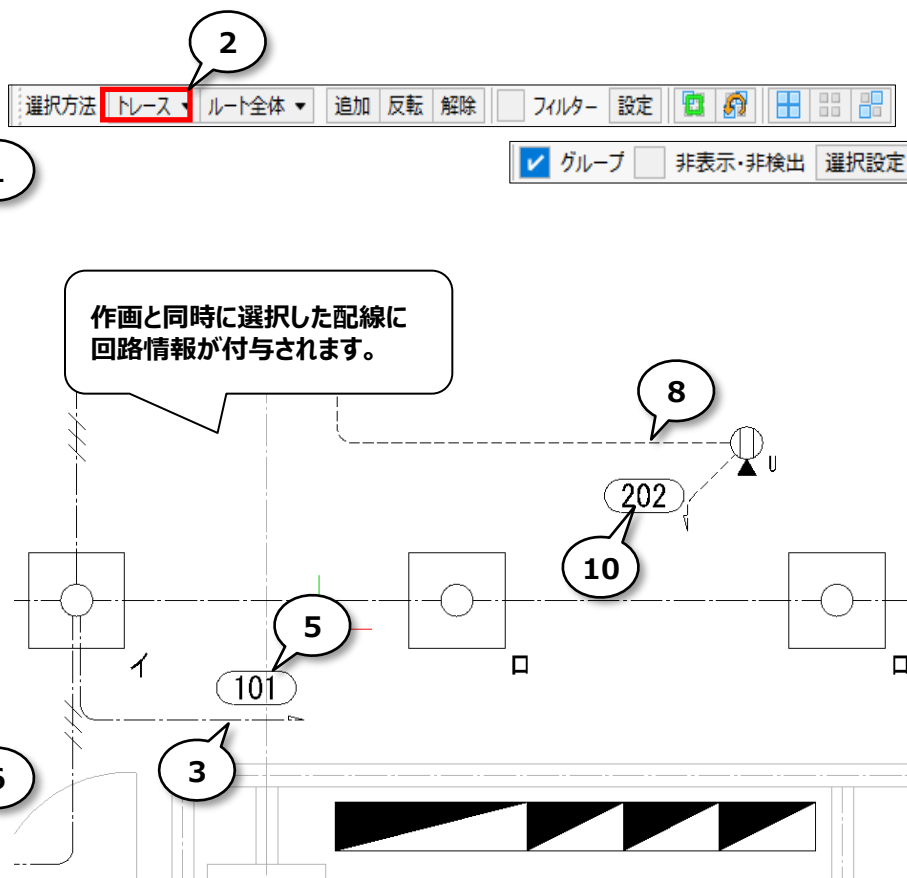 2
選択方法 トレース ▼ ルート全体 ▼ 追加 反転 解除 フィルター 設定
グループ 非表示・非検出 選択設定
作画と同時に選択した配線に
回路情報が付与されます。
8
U
202
10
5
イ
ロ
ロ
101
3